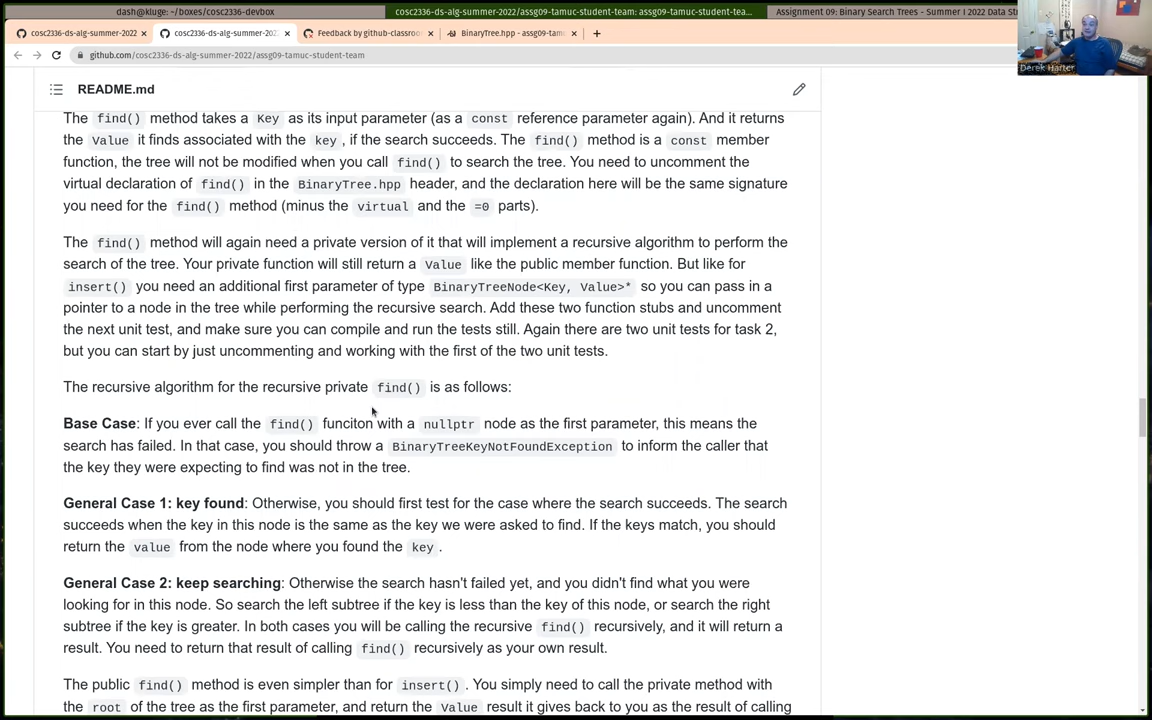 dash@kluge: ~/boxes/cosc2336-devbox
cosc2336-ds-alg-summer-2022/assg09-tamuc-student-team: assg09-tamuc-student-tea...
Assignment 09: Binary Search Trees - Summer I 2022 Data St
cosc2336-ds-alg-summer-2022
cosc2336-ds-alg-summer-202
Feedback by github-classroo
BinaryTree.hpp - assg09-tamu
github.com/cosc2336-ds-alg-summer-2022/assg09-tamuc-student-team
Derek Harter
README.md
The find() method takes a Key as its input parameter (as a const reference parameter again). And it returns
the Value it finds associated with the key , if the search succeeds. The find() method is a const member
function, the tree will not be modified when you call find() to search the tree. You need to uncomment the
virtual declaration of find() in the BinaryTree.hpp header, and the declaration here will be the same signature
you need for the find() method (minus the virtual and the =0 parts).
The find() method will again need a private version of it that will implement a recursive algorithm to perform the
search of the tree. Your private function will still return a Value like the public member function. But like for
insert() you need an additional first parameter of type BinaryTreeNode<Key, Value>* so you can pass in a
pointer to a node in the tree while performing the recursive search. Add these two function stubs and uncomment
the next unit test, and make sure you can compile and run the tests still. Again there are two unit tests for task 2,
but you can start by just uncommenting and working with the first of the two unit tests.
The recursive algorithm for the recursive private find() is as follows:
Base Case: If you ever call the find() funciton with a nullptr node as the first parameter, this means the
search has failed. In that case, you should throw a BinaryTreeKeyNotFoundException to inform the caller that
the key they were expecting to find was not in the tree.
General Case 1: key found: Otherwise, you should first test for the case where the search succeeds. The search
succeeds when the key in this node is the same as the key we were asked to find. If the keys match, you should
return the value from the node where you found the key .
General Case 2: keep searching: Otherwise the search hasn't failed yet, and you didn't find what you were
looking for in this node. So search the left subtree if the key is less than the key of this node, or search the right
subtree if the key is greater. In both cases you will be calling the recursive find() recursively, and it will return a
result. You need to return that result of calling find() recursively as your own result.
The public find() method is even simpler than for insert() . You simply need to call the private method with
the root of the tree as the first parameter, and return the Value result it gives back to you as the result of calling